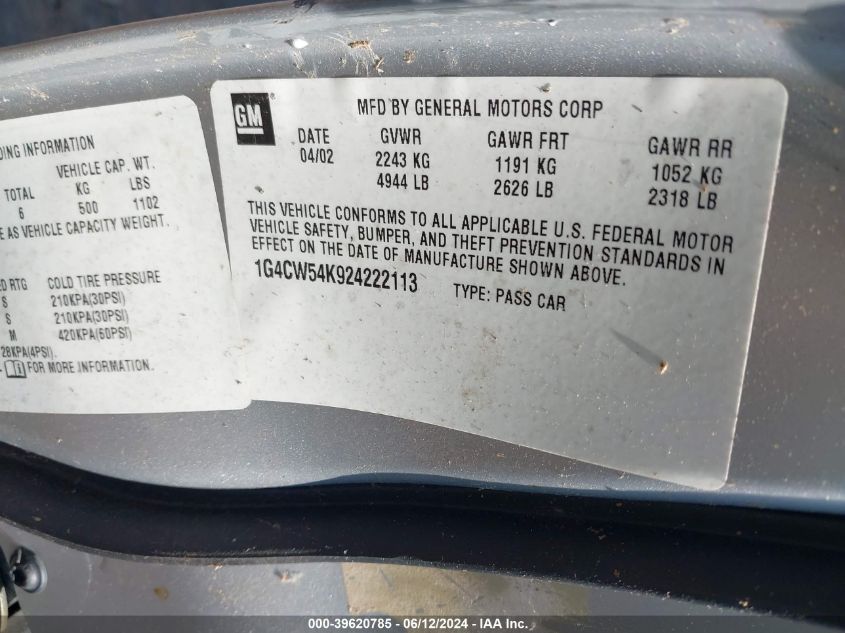 DING INFORMATION
VEHICLE CAP. WT.
TOTAL KG LBS
6 500 1102
E AS VEHICLE CAPACITY WEIGHT.
ED RTG COLD TIRE PRESSURE
S 210KPA(30PSI)
S 210KPA(30PSI)
M 420KPA(60PSI)
28KPA(4PSI).
FOR MORE INFORMATION.
GM
MFD BY GENERAL MOTORS CORP
DATE GVWR GAWR FRT GAWR RR
04/02 2243 KG 1191 KG 1052 KG
4944 LB 2626 LB 2318 LB
THIS VEHICLE CONFORMS TO ALL APPLICABLE U.S. FEDERAL MOTOR
VEHICLE SAFETY, BUMPER, AND THEFT PREVENTION STANDARDS IN
EFFECT ON THE DATE OF MANUFACTURE SHOWN ABOVE.
1G4CW54K924222113 TYPE: PASS CAR
000-39620785 - 06/12/2024 - IAA Inc.